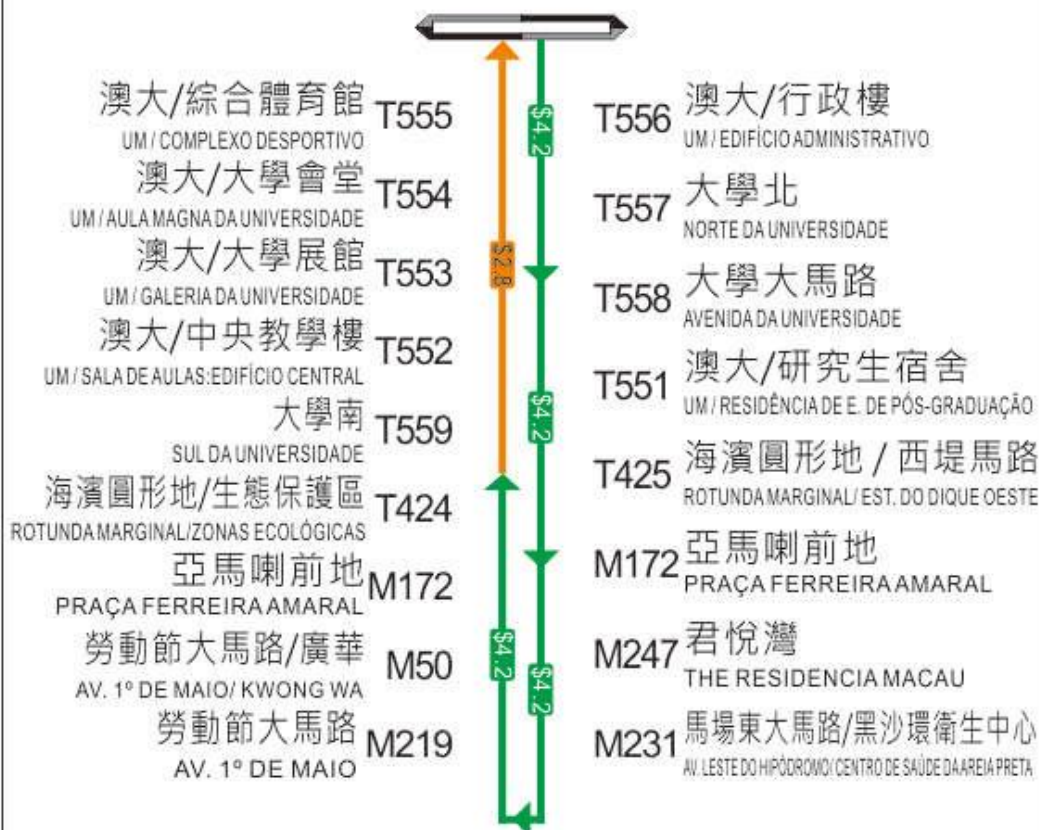 澳大/綜合體育館
T555
UM / COMPLEXO DESPORTIVO
澳大/大學會堂
T554
UM / AULA MAGNA DA UNIVERSIDADE
澳大/大學展館
T553
UM / GALERIA DA UNIVERSIDADE
澳大/中央教學樓
T552
UM / SALA DE AULAS:EDIFÍCIO CENTRAL
大學南
T559
SUL DA UNIVERSIDADE
海濱圓形地/生態保護區
T424
ROTUNDA MARGINAL/ZONAS ECOLÓGICAS
亞馬喇前地
M172
PRAÇA FERREIRA AMARAL
勞動節大馬路/廣華
M50
AV. 1º DE MAIO/ KWONG WA
勞動節大馬路
M219
AV. 1º DE MAIO
$2.8
$4.2
$4.2
$4.2
$4.2
T556
澳大/行政樓
UM / EDIFÍCIO ADMINISTRATIVO
T557
大學北
NORTE DA UNIVERSIDADE
T558
大學大馬路
AVENIDA DA UNIVERSIDADE
T551
澳大/研究生宿舍
UM / RESIDÊNCIA DE E. DE PÓS-GRADUAÇÃO
T425
海濱圓形地 / 西堤馬路
ROTUNDA MARGINAL/ EST. DO DIQUE OESTE
M172
亞馬喇前地
PRAÇA FERREIRA AMARAL
M247
君悅灣
THE RESIDENCIA MACAU
M231
馬場東大馬路/黑沙環衛生中心
AV. LESTE DO HIPÓDROMO/ CENTRO DE SAÚDE DA AREIA PRETA